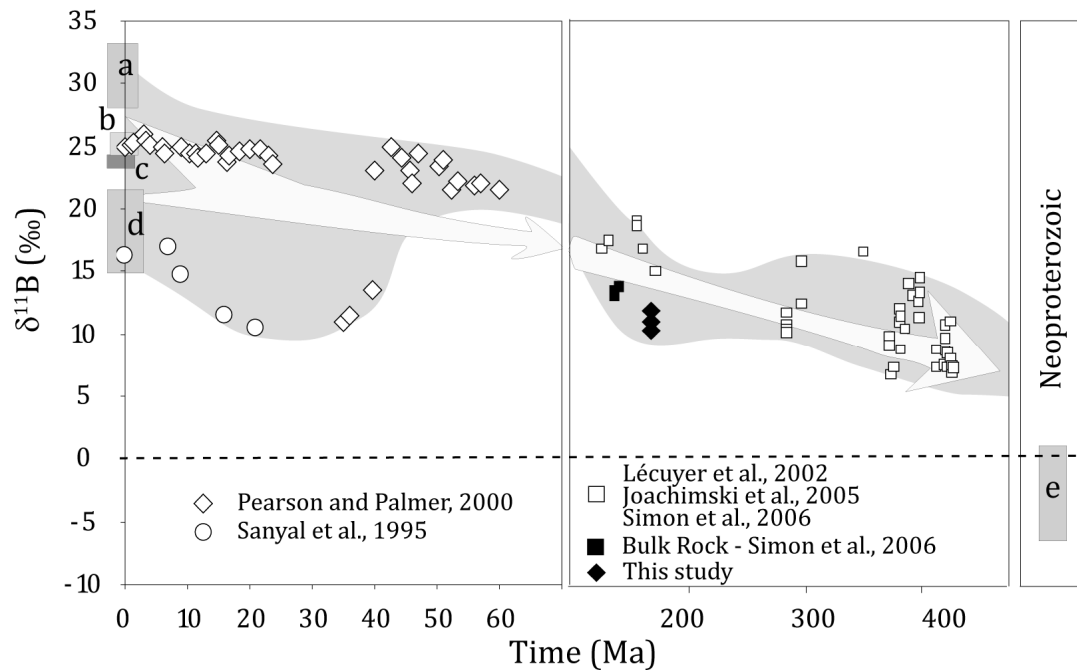 35
30
25
20
15
10
5
0
-5
-10
δ¹¹B (‰)
a
b
c
d
Pearson and Palmer, 2000
Sanyal et al., 1995
Lécuyer et al., 2002
Joachimski et al., 2005
Simon et al., 2006
Bulk Rock - Simon et al., 2006
This study
Neoproterozoic
e
0 10 20 30 40 50 60 200 300 400
Time (Ma)